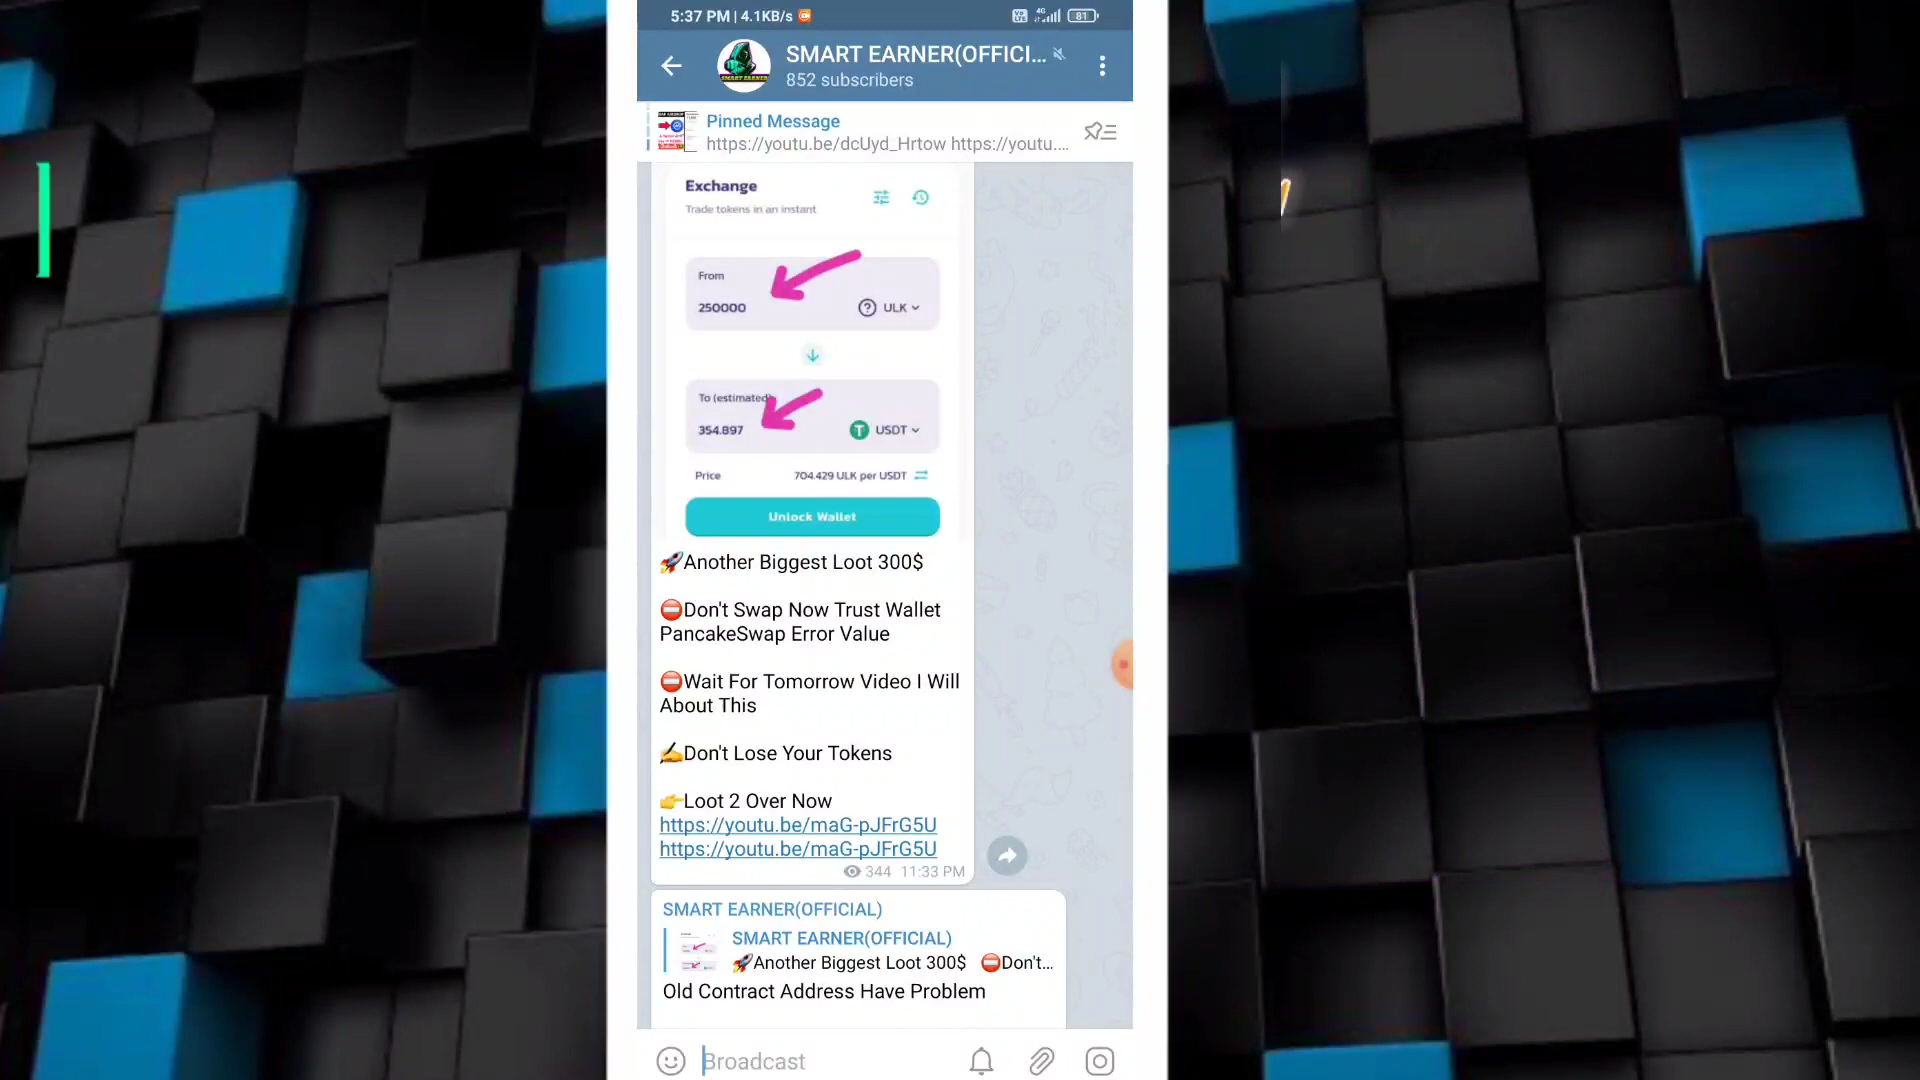 5:37 PM | 4.1KB/s
4G
81
SMART EARNER(OFFICI...
852 subscribers
SMART EARNER
Pinned Message
https://youtu.be/dcUyd_Hrtow https://youtu....
Exchange
Trade tokens in an instant
From
250000
ULK
To (estimated)
354.897
USDT
Price
704.429 ULK per USDT
Unlock Wallet
🚀Another Biggest Loot 300$
⛔Don't Swap Now Trust Wallet
PancakeSwap Error Value
⛔Wait For Tomorrow Video I Will
About This
✍Don't Lose Your Tokens
👉Loot 2 Over Now
https://youtu.be/maG-pJFrG5U
https://youtu.be/maG-pJFrG5U
344 11:33 PM
SMART EARNER(OFFICIAL)
SMART EARNER(OFFICIAL)
🚀Another Biggest Loot 300$ ⛔Don't...
Old Contract Address Have Problem
Broadcast